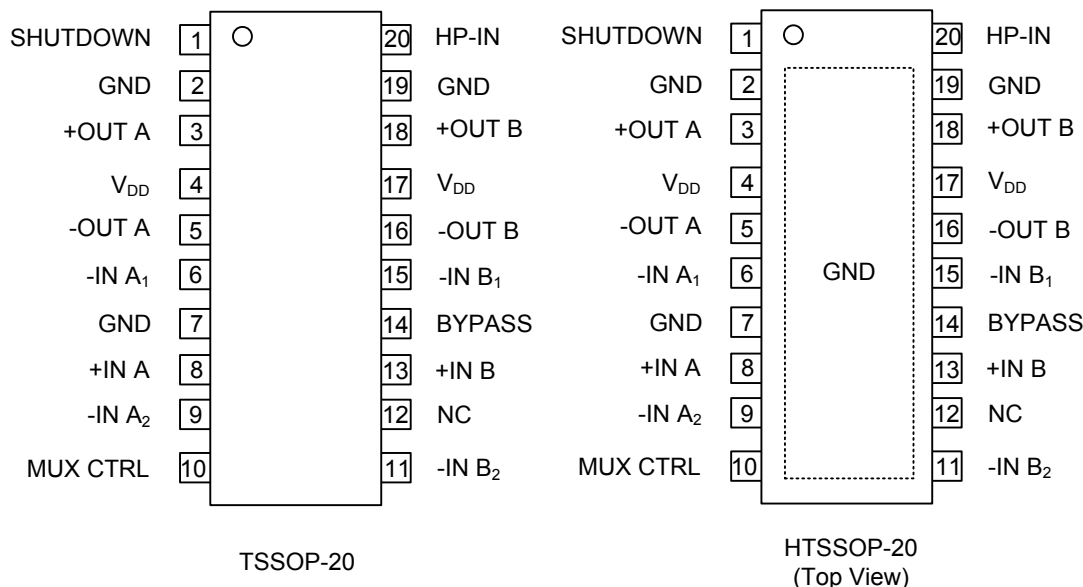 SHUTDOWN 1 20 HP-IN
GND 2 19 GND
+OUT A 3 18 +OUT B
V_DD 4 17 V_DD
-OUT A 5 16 -OUT B
-IN A₁ 6 15 -IN B₁
GND 7 14 BYPASS
+IN A 8 13 +IN B
-IN A₂ 9 12 NC
MUX CTRL 10 11 -IN B₂
TSSOP-20
SHUTDOWN 1 20 HP-IN
GND 2 19 GND
+OUT A 3 18 +OUT B
V_DD 4 17 V_DD
-OUT A 5 16 -OUT B
-IN A₁ 6 GND 15 -IN B₁
GND 7 14 BYPASS
+IN A 8 13 +IN B
-IN A₂ 9 12 NC
MUX CTRL 10 11 -IN B₂
HTSSOP-20
(Top View)